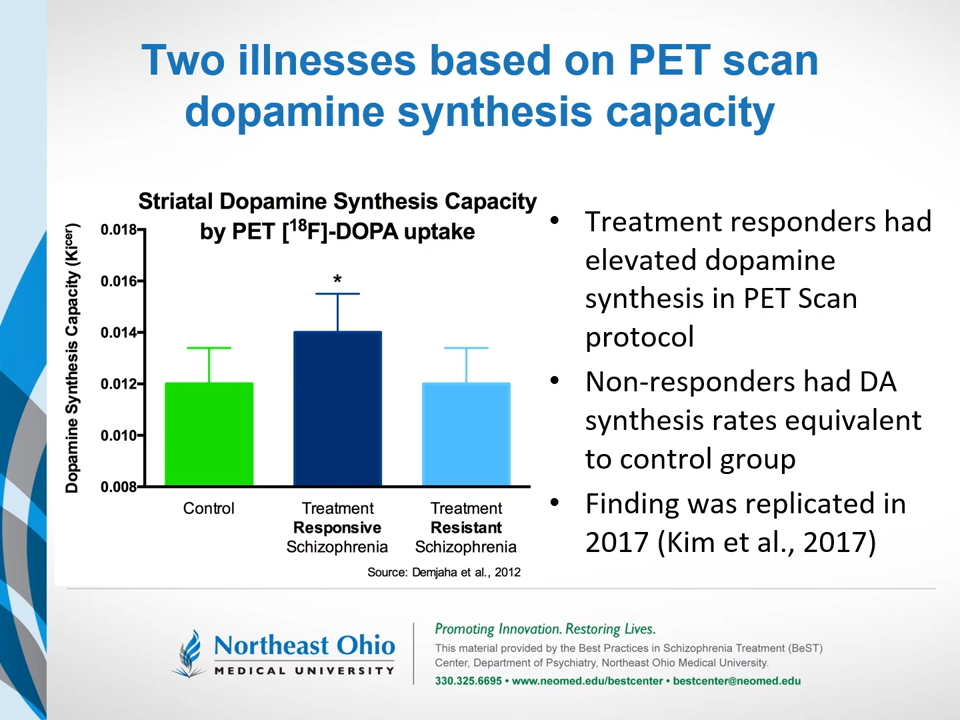 Two illnesses based on PET scan
dopamine synthesis capacity
Striatal Dopamine Synthesis Capacity
by PET [18F]-DOPA uptake
Dopamine Synthesis Capacity (Kicer)
0.018
0.016
0.014
0.012
0.010
0.008
*
Control
Treatment
Responsive
Schizophrenia
Treatment
Resistant
Schizophrenia
Source: Demjaha et al., 2012
• Treatment responders had
elevated dopamine
synthesis in PET Scan
protocol
• Non-responders had DA
synthesis rates equivalent
to control group
• Finding was replicated in
2017 (Kim et al., 2017)
Northeast Ohio
MEDICAL UNIVERSITY
Promoting Innovation. Restoring Lives.
This material provided by the Best Practices in Schizophrenia Treatment (BeST)
Center, Department of Psychiatry, Northeast Ohio Medical University.
330.325.6695 • www.neomed.edu/bestcenter • bestcenter@neomed.edu